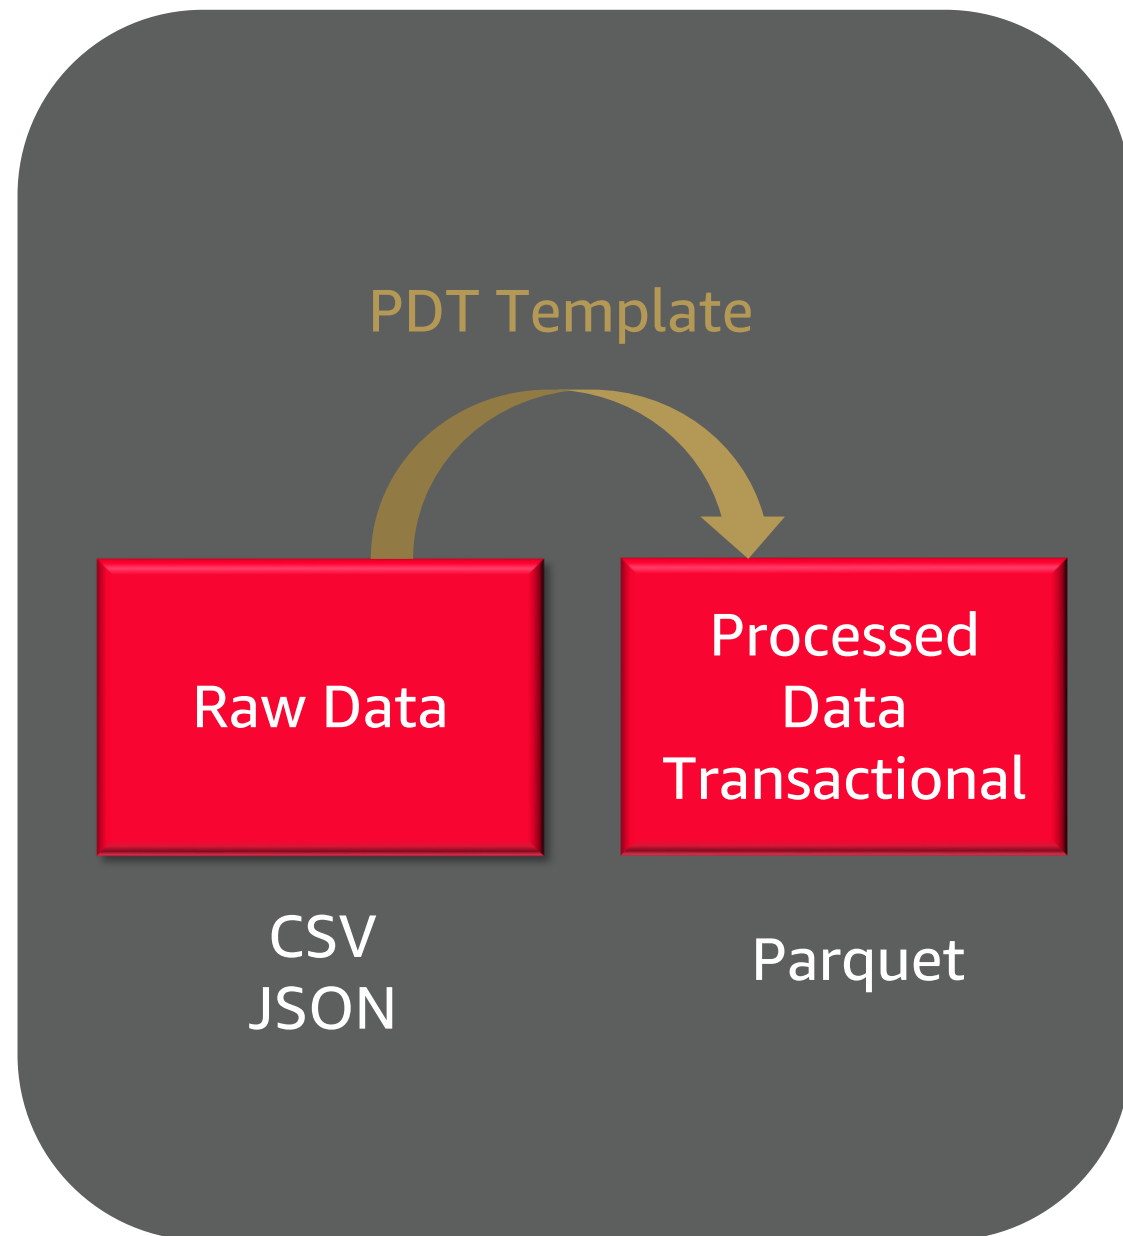 PDT Template
Raw Data
Processed
Data
Transactional
CSV
JSON
Parquet